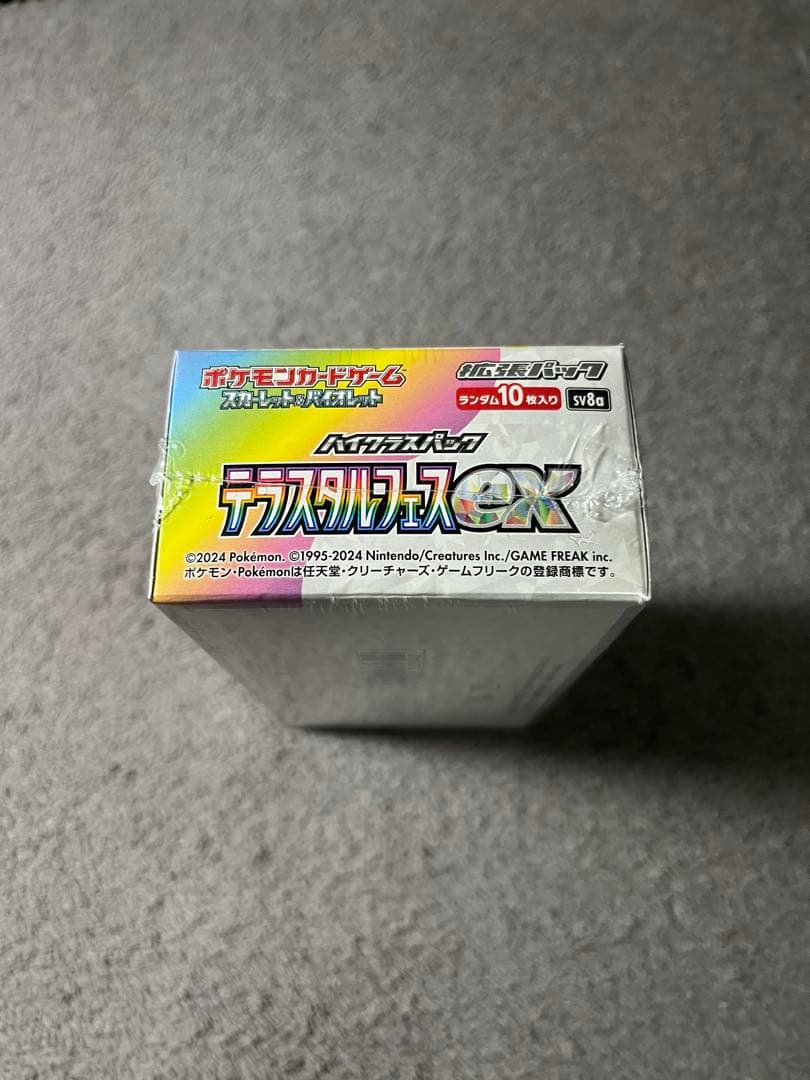 ポケモンカードゲーム
スカーレット&バイオレット
拡張パック
ランダム10枚入り
SV8a
ハイクラスパック
テラスタルフェスex
©2024 Pokémon. ©1995-2024 Nintendo/Creatures Inc./GAME FREAK inc.
ポケモン・Pokémonは任天堂・クリーチャーズ・ゲームフリークの登録商標です。